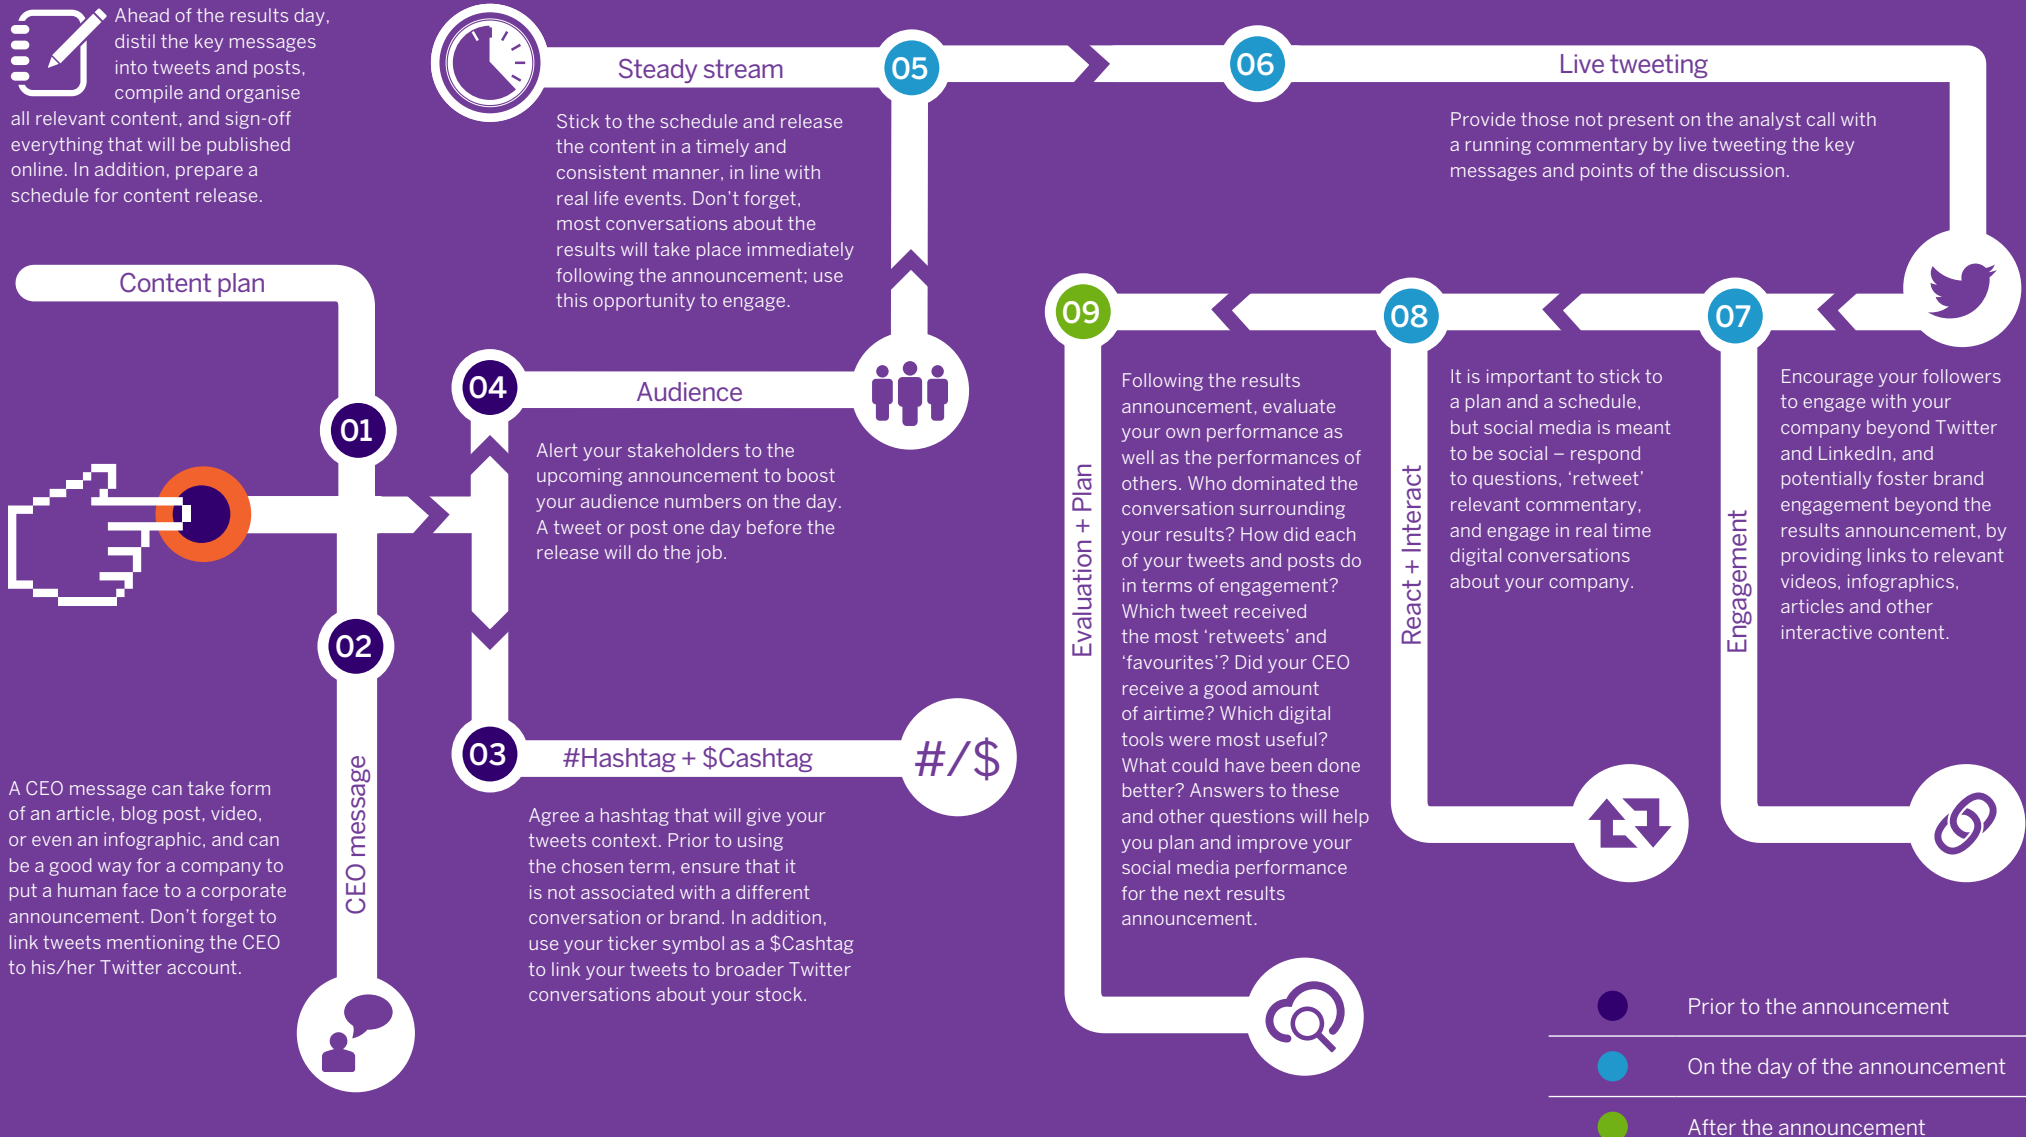 Ahead of the results day,
distil the key messages
into tweets and posts,
compile and organise
all relevant content, and sign-off
everything that will be published
online. In addition, prepare a
schedule for content release.
Content plan
01
02
CEO message
A CEO message can take form
of an article, blog post, video,
or even an infographic, and can
be a good way for a company to
put a human face to a corporate
announcement. Don't forget to
link tweets mentioning the CEO
to his/her Twitter account.
03
#Hashtag + $Cashtag
#/$
Agree a hashtag that will give your
tweets context. Prior to using
the chosen term, ensure that it
is not associated with a different
conversation or brand. In addition,
use your ticker symbol as a $Cashtag
to link your tweets to broader Twitter
conversations about your stock.
04
Audience
Alert your stakeholders to the
upcoming announcement to boost
your audience numbers on the day.
A tweet or post one day before the
release will do the job.
Steady stream
05
Stick to the schedule and release
the content in a timely and
consistent manner, in line with
real life events. Don't forget,
most conversations about the
results will take place immediately
following the announcement; use
this opportunity to engage.
06
Live tweeting
Provide those not present on the analyst call with
a running commentary by live tweeting the key
messages and points of the discussion.
07
Engagement
Encourage your followers
to engage with your
company beyond Twitter
and LinkedIn, and
potentially foster brand
engagement beyond the
results announcement, by
providing links to relevant
videos, infographics,
articles and other
interactive content.
08
React + Interact
It is important to stick to
a plan and a schedule,
but social media is meant
to be social – respond
to questions, ‘retweet’
relevant commentary,
and engage in real time
digital conversations
about your company.
09
Evaluation + Plan
Following the results
announcement, evaluate
your own performance as
well as the performances of
others. Who dominated the
conversation surrounding
your results? How did each
of your tweets and posts do
in terms of engagement?
Which tweet received
the most ‘retweets’ and
‘favourites’? Did your CEO
receive a good amount
of airtime? Which digital
tools were most useful?
What could have been done
better? Answers to these
and other questions will help
you plan and improve your
social media performance
for the next results
announcement.
Prior to the announcement
On the day of the announcement
After the announcement